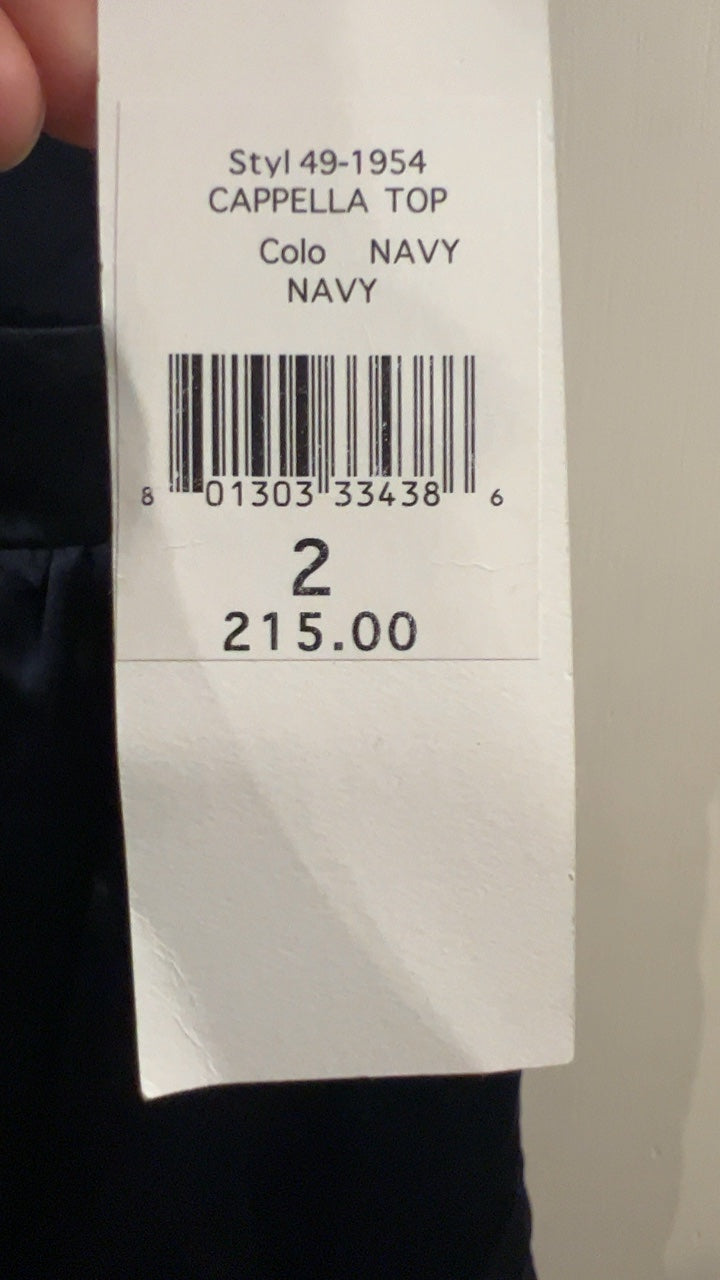 Styl 49-1954
CAPPELLA TOP
Colo NAVY
NAVY
8 01303 33438 6
2
215.00